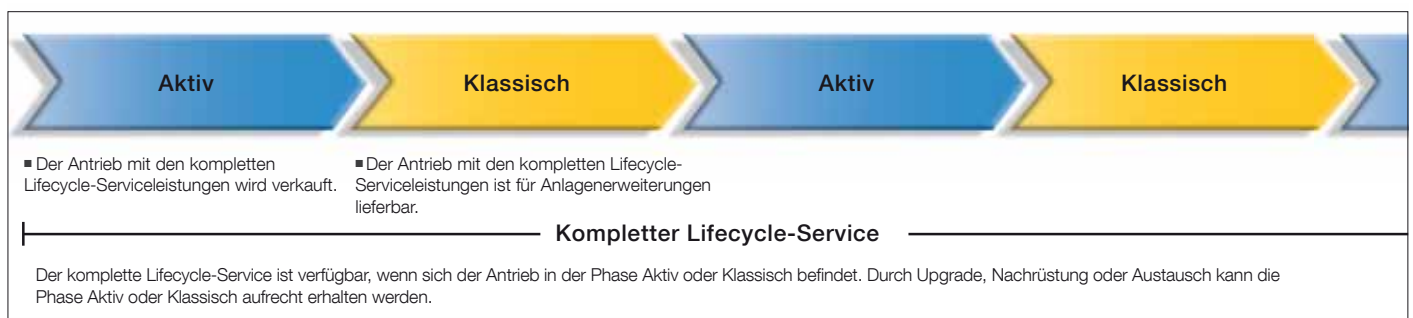 Aktiv Klassisch Aktiv Klassisch
■ Der Antrieb mit den kompletten
Lifecycle-Serviceleistungen wird verkauft.
■ Der Antrieb mit den kompletten Lifecycle-
Serviceleistungen ist für Anlagenerweiterungen
lieferbar.
Kompletter Lifecycle-Service
Der komplette Lifecycle-Service ist verfügbar, wenn sich der Antrieb in der Phase Aktiv oder Klassisch befindet. Durch Upgrade, Nachrüstung oder Austausch kann die
Phase Aktiv oder Klassisch aufrecht erhalten werden.